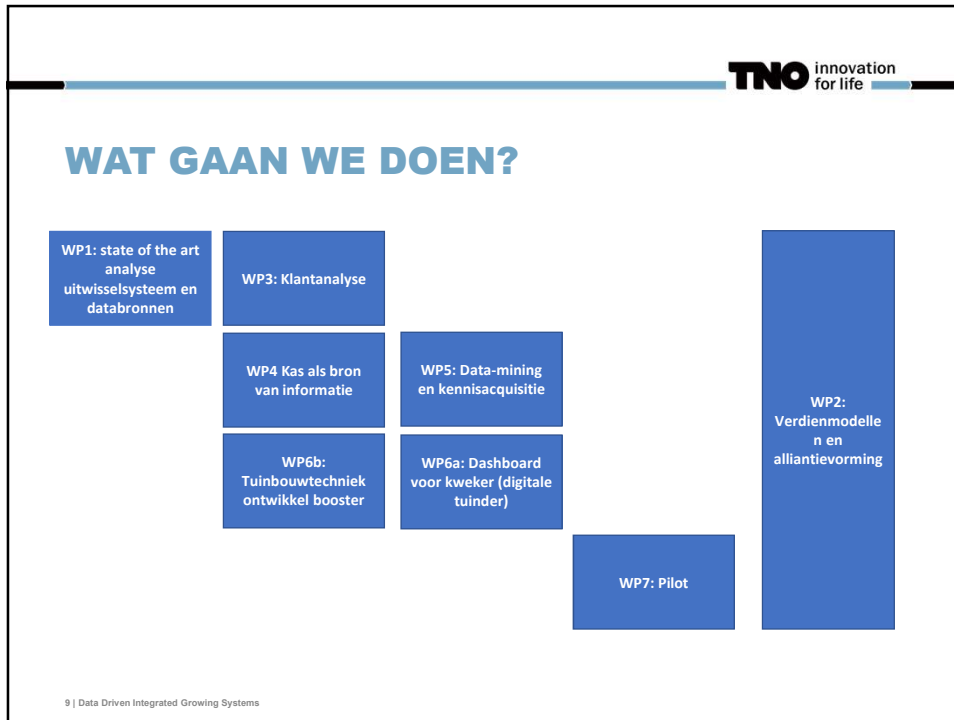 TNO innovation
for life
WAT GAAN WE DOEN?
WP1: state of the art
analyse
uitwisselsysteem en
databronnen
WP3: Klantanalyse
WP4 Kas als bron
van informatie
WP5: Data-mining
en kennisacquisitie
WP6b:
Tuinbouwtechniek
ontwikkel booster
WP6a: Dashboard
voor kweker (digitale
tuinder)
WP7: Pilot
WP2:
Verdienmodelle
n en
alliantievorming
9 | Data Driven Integrated Growing Systems